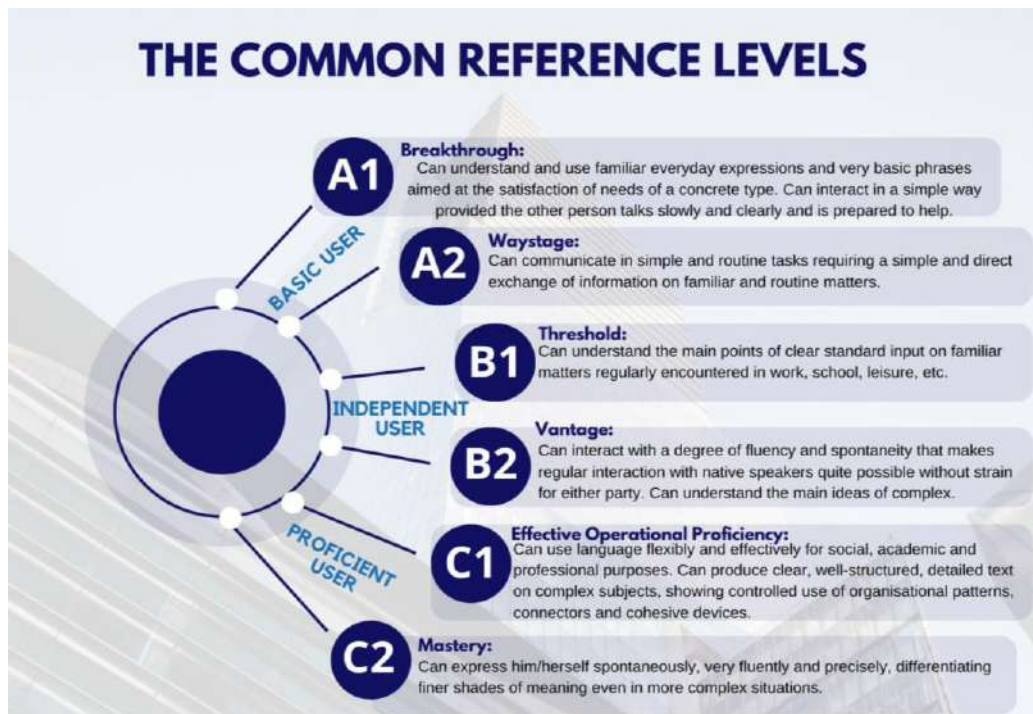 THE COMMON REFERENCE LEVELS
A1
Breakthrough:
Can understand and use familiar everyday expressions and very basic phrases
aimed at the satisfaction of needs of a concrete type. Can interact in a simple way
provided the other person talks slowly and clearly and is prepared to help.
BASIC USER
A2
Waystage:
Can communicate in simple and routine tasks requiring a simple and direct
exchange of information on familiar and routine matters.
B1
Threshold:
Can understand the main points of clear standard input on familiar
matters regularly encountered in work, school, leisure, etc.
INDEPENDENT
USER
B2
Vantage:
Can interact with a degree of fluency and spontaneity that makes
regular interaction with native speakers quite possible without strain
for either party. Can understand the main ideas of complex.
PROFICIENT
USER
C1
Effective Operational Proficiency:
Can use language flexibly and effectively for social, academic and
professional purposes. Can produce clear, well-structured, detailed text
on complex subjects, showing controlled use of organisational patterns,
connectors and cohesive devices.
C2
Mastery:
Can express him/herself spontaneously, very fluently and precisely, differentiating
finer shades of meaning even in more complex situations.